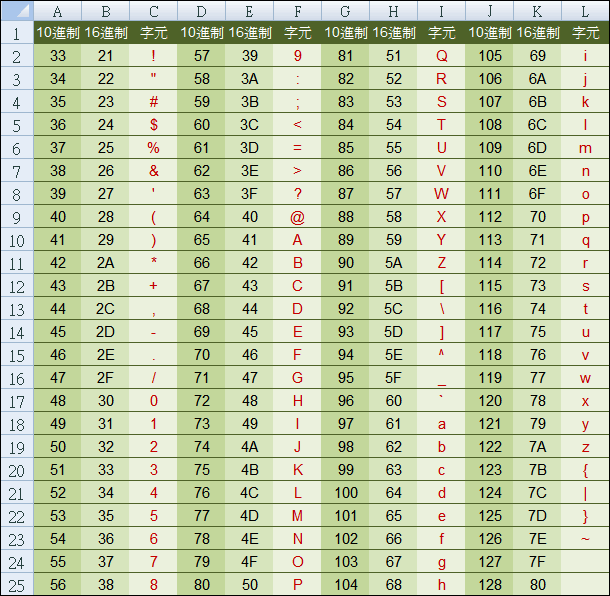 A B C D E F G H I J K L
1 10進制 16進制 字元 10進制 16進制 字元 10進制 16進制 字元 10進制 16進制 字元
2 33 21 ! 57 39 9 81 51 Q 105 69 i
3 34 22 " 58 3A : 82 52 R 106 6A j
4 35 23 # 59 3B ; 83 53 S 107 6B k
5 36 24 $ 60 3C < 84 54 T 108 6C l
6 37 25 % 61 3D = 85 55 U 109 6D m
7 38 26 & 62 3E > 86 56 V 110 6E n
8 39 27 ' 63 3F ? 87 57 W 111 6F o
9 40 28 ( 64 40 @ 88 58 X 112 70 p
10 41 29 ) 65 41 A 89 59 Y 113 71 q
11 42 2A * 66 42 B 90 5A Z 114 72 r
12 43 2B + 67 43 C 91 5B [ 115 73 s
13 44 2C , 68 44 D 92 5C \ 116 74 t
14 45 2D - 69 45 E 93 5D ] 117 75 u
15 46 2E . 70 46 F 94 5E ^ 118 76 v
16 47 2F / 71 47 G 95 5F _ 119 77 w
17 48 30 0 72 48 H 96 60 ` 120 78 x
18 49 31 1 73 49 I 97 61 a 121 79 y
19 50 32 2 74 4A J 98 62 b 122 7A z
20 51 33 3 75 4B K 99 63 c 123 7B {
21 52 34 4 76 4C L 100 64 d 124 7C |
22 53 35 5 77 4D M 101 65 e 125 7D }
23 54 36 6 78 4E N 102 66 f 126 7E ~
24 55 37 7 79 4F O 103 67 g 127 7F
25 56 38 8 80 50 P 104 68 h 128 80